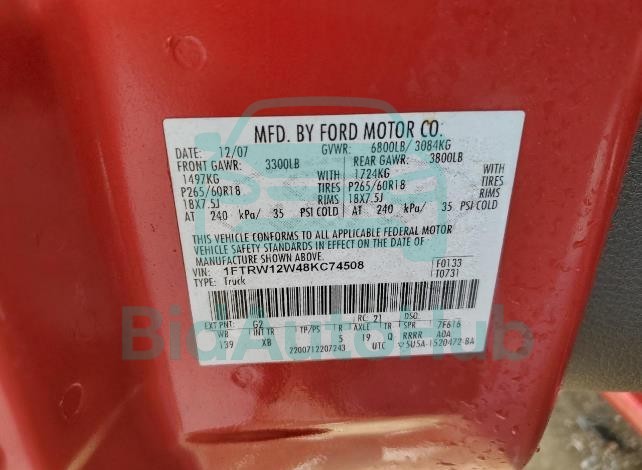 MFD. BY FORD MOTOR CO.
DATE: 12/07 GVWR: 6800LB/ 3084KG
FRONT GAWR: 3300LB REAR GAWR: 3800LB
1497KG WITH 1724KG WITH
P265/60R18 TIRES P265/60R18 TIRES
18X7.5J RIMS 18X7.5J RIMS
AT 240 kPa/ 35 PSI COLD AT 240 kPa/ 35 PSI COLD
THIS VEHICLE CONFORMS TO ALL APPLICABLE FEDERAL MOTOR
VEHICLE SAFETY STANDARDS IN EFFECT ON THE DATE OF MANUFACTURE
SHOWN ABOVE.
VIN: 1FTRW12W48KC74508 F0133
TYPE: Truck T0731
EXT PNT: G2 RC: 21 DSO:
WB INT TR TP/PS R AXLE TR SPR 7F616
139 XB 5 19 Q RRRR A0A
2200712207243 UTC 5U5A-1520472-BA
BidAutoHub